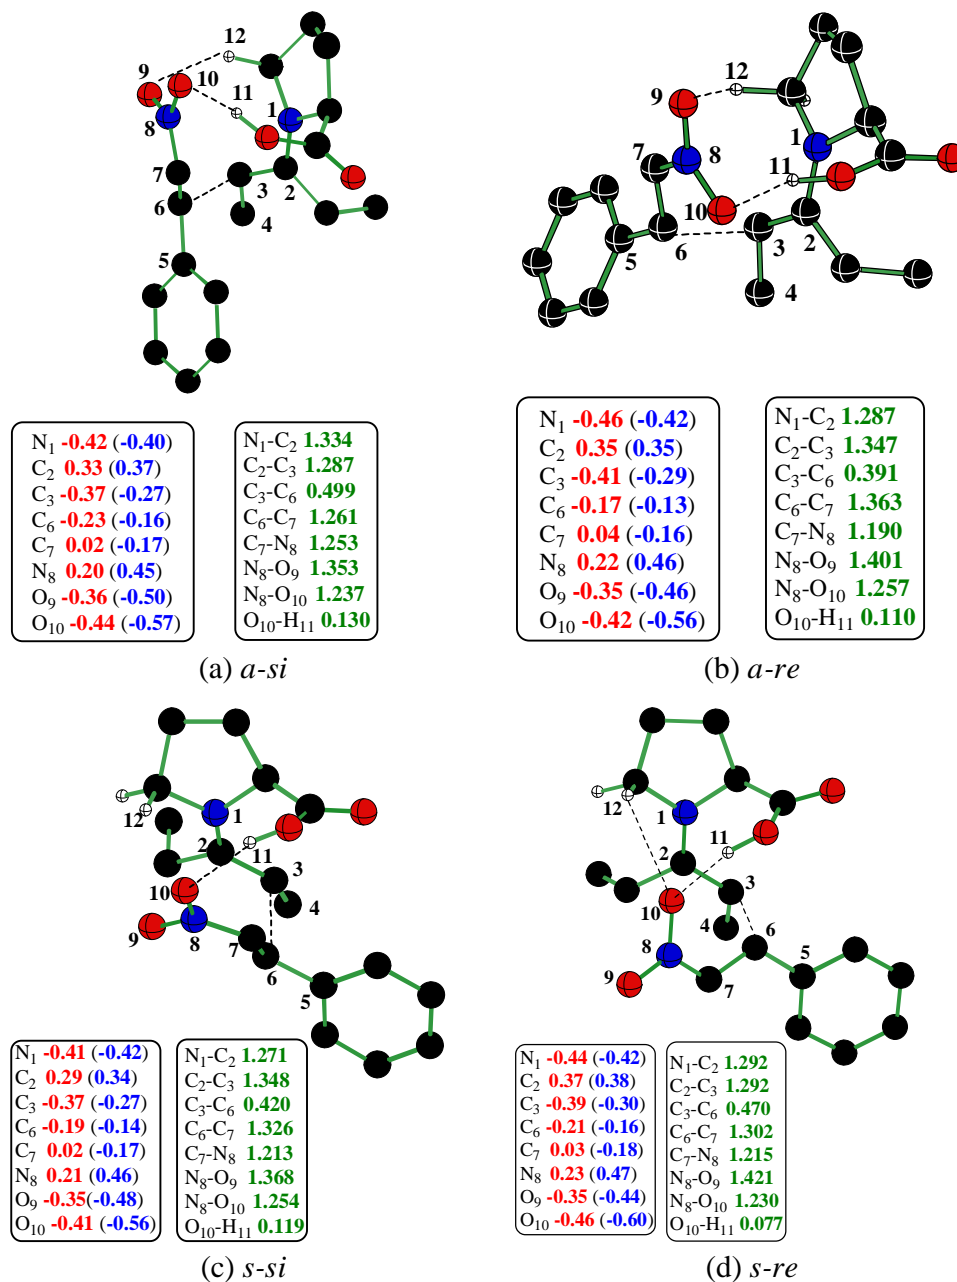 12
9
10
11
8
1
7
3
2
6
4
5
N1 -0.42 (-0.40)
C2 0.33 (0.37)
C3 -0.37 (-0.27)
C6 -0.23 (-0.16)
C7 0.02 (-0.17)
N8 0.20 (0.45)
O9 -0.36 (-0.50)
O10 -0.44 (-0.57)
N1-C2 1.334
C2-C3 1.287
C3-C6 0.499
C6-C7 1.261
C7-N8 1.253
N8-O9 1.353
N8-O10 1.237
O10-H11 0.130
(a) a-si
12
9
1
7
8
11
10
5
6
3
2
4
N1 -0.46 (-0.42)
C2 0.35 (0.35)
C3 -0.41 (-0.29)
C6 -0.17 (-0.13)
C7 0.04 (-0.16)
N8 0.22 (0.46)
O9 -0.35 (-0.46)
O10 -0.42 (-0.56)
N1-C2 1.287
C2-C3 1.347
C3-C6 0.391
C6-C7 1.363
C7-N8 1.190
N8-O9 1.401
N8-O10 1.257
O10-H11 0.110
(b) a-re
12
1
2
11
3
10
4
9
8
7
6
5
N1 -0.41 (-0.42)
C2 0.29 (0.34)
C3 -0.37 (-0.27)
C6 -0.19 (-0.14)
C7 0.02 (-0.17)
N8 0.21 (0.46)
O9 -0.35(-0.48)
O10 -0.41 (-0.56)
N1-C2 1.271
C2-C3 1.348
C3-C6 0.420
C6-C7 1.326
C7-N8 1.213
N8-O9 1.368
N8-O10 1.254
O10-H11 0.119
(c) s-si
12
1
11
2
3
10
4
6
8
5
9
7
N1 -0.44 (-0.42)
C2 0.37 (0.38)
C3 -0.39 (-0.30)
C6 -0.21 (-0.16)
C7 0.03 (-0.18)
N8 0.23 (0.47)
O9 -0.35 (-0.44)
O10 -0.46 (-0.60)
N1-C2 1.292
C2-C3 1.292
C3-C6 0.470
C6-C7 1.302
C7-N8 1.215
N8-O9 1.421
N8-O10 1.230
O10-H11 0.077
(d) s-re